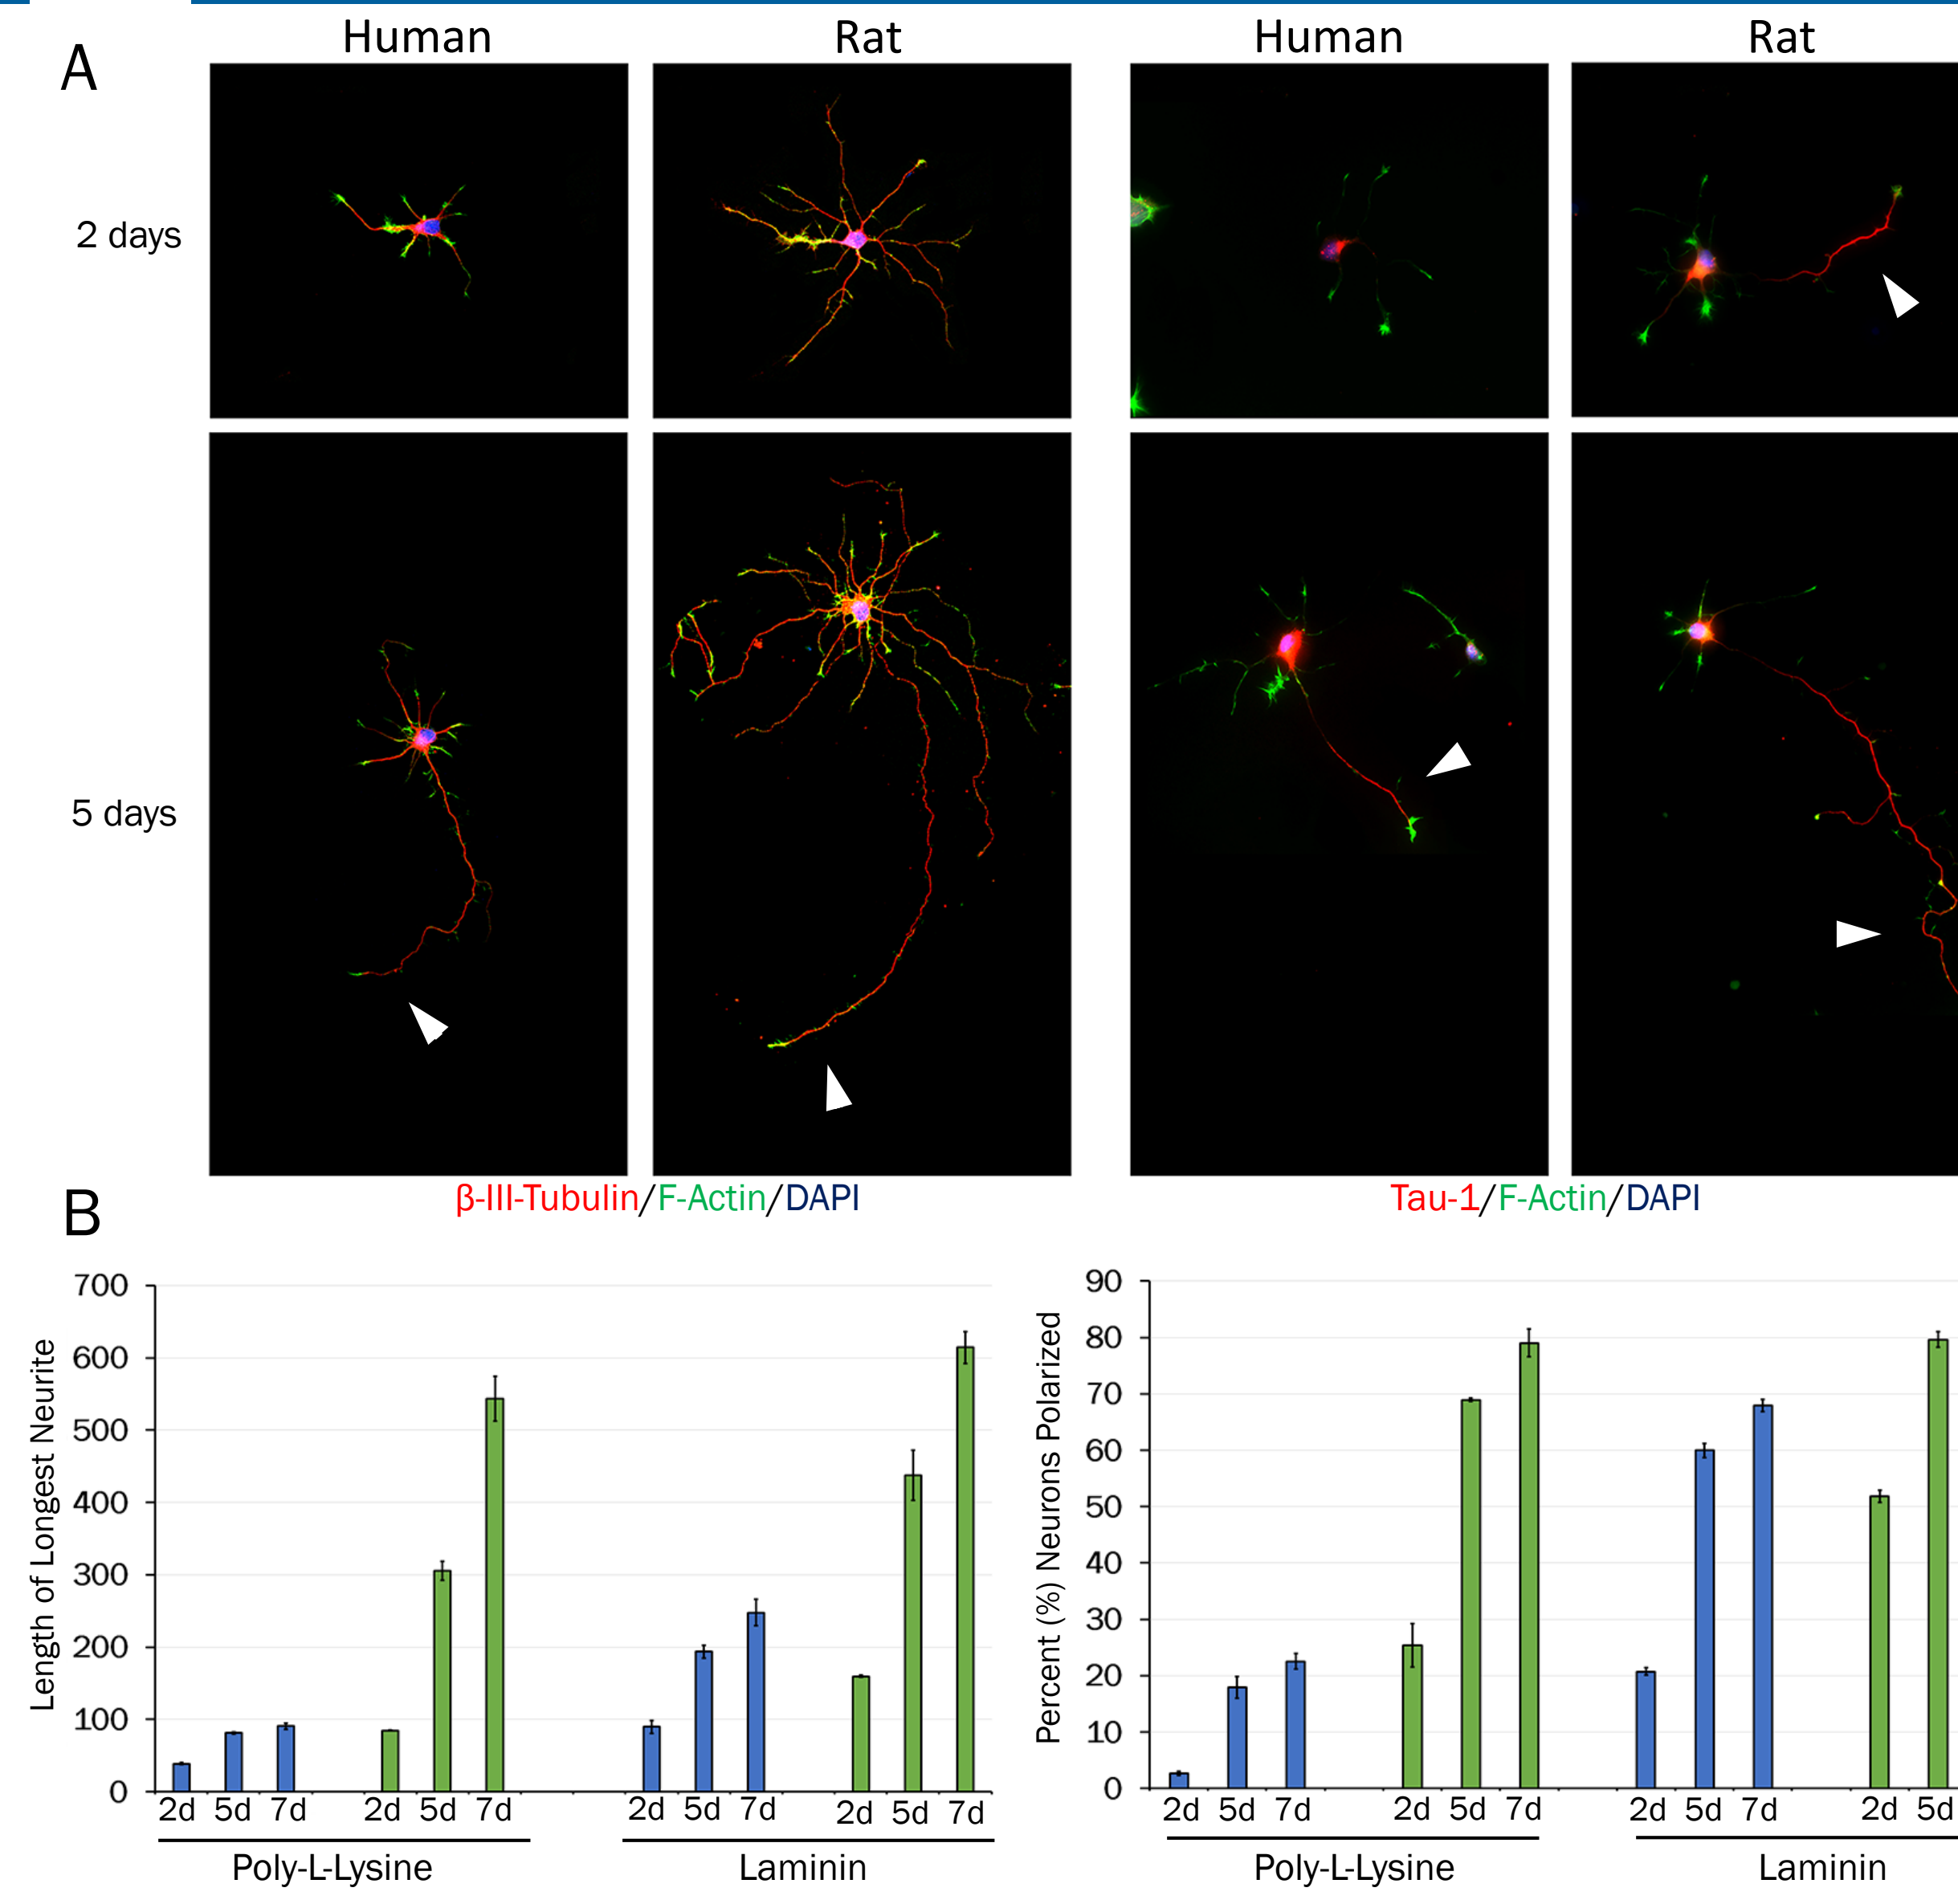 A
Human Rat Human Rat
2 days
5 days
β-III-Tubulin/F-Actin/DAPI Tau-1/F-Actin/DAPI
B
Length of Longest Neurite
700
600
500
400
300
200
100
0
2d 5d 7d 2d 5d 7d 2d 5d 7d 2d 5d 7d
Poly-L-Lysine Laminin
Percent (%) Neurons Polarized
90
80
70
60
50
40
30
20
10
0
2d 5d 7d 2d 5d 7d 2d 5d 7d 2d 5d
Poly-L-Lysine Laminin